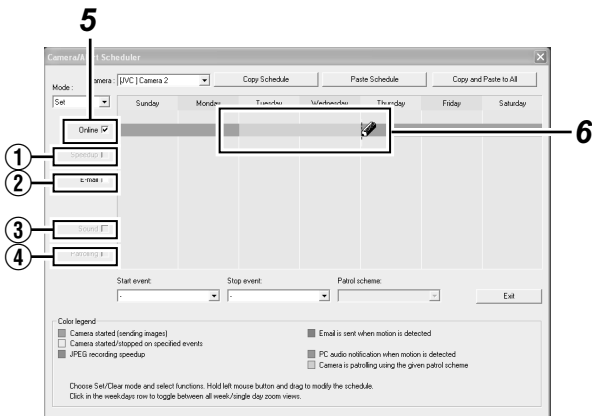 5
Camera/Alert Scheduler
Mode :
Camera :
[JVC ] Camera 2
Copy Schedule
Paste Schedule
Copy and Paste to All
Set
Sunday
Monday
Tuesday
Wednesday
Thursday
Friday
Saturday
Online
6
1
Speedup
2
E-mail
3
Sound
4
Patrolling
Start event:
Stop event:
Patrol scheme:
-
-
Exit
Color legend
Camera started (sending images)
Email is sent when motion is detected
Camera started/stopped on specified events
JPEG recording speedup
PC audio notification when motion is detected
Camera is patrolling using the given patrol scheme
Choose Set/Clear mode and select functions. Hold left mouse button and drag to modify the schedule.
Click in the weekdays row to toggle between all week/single day zoom views.